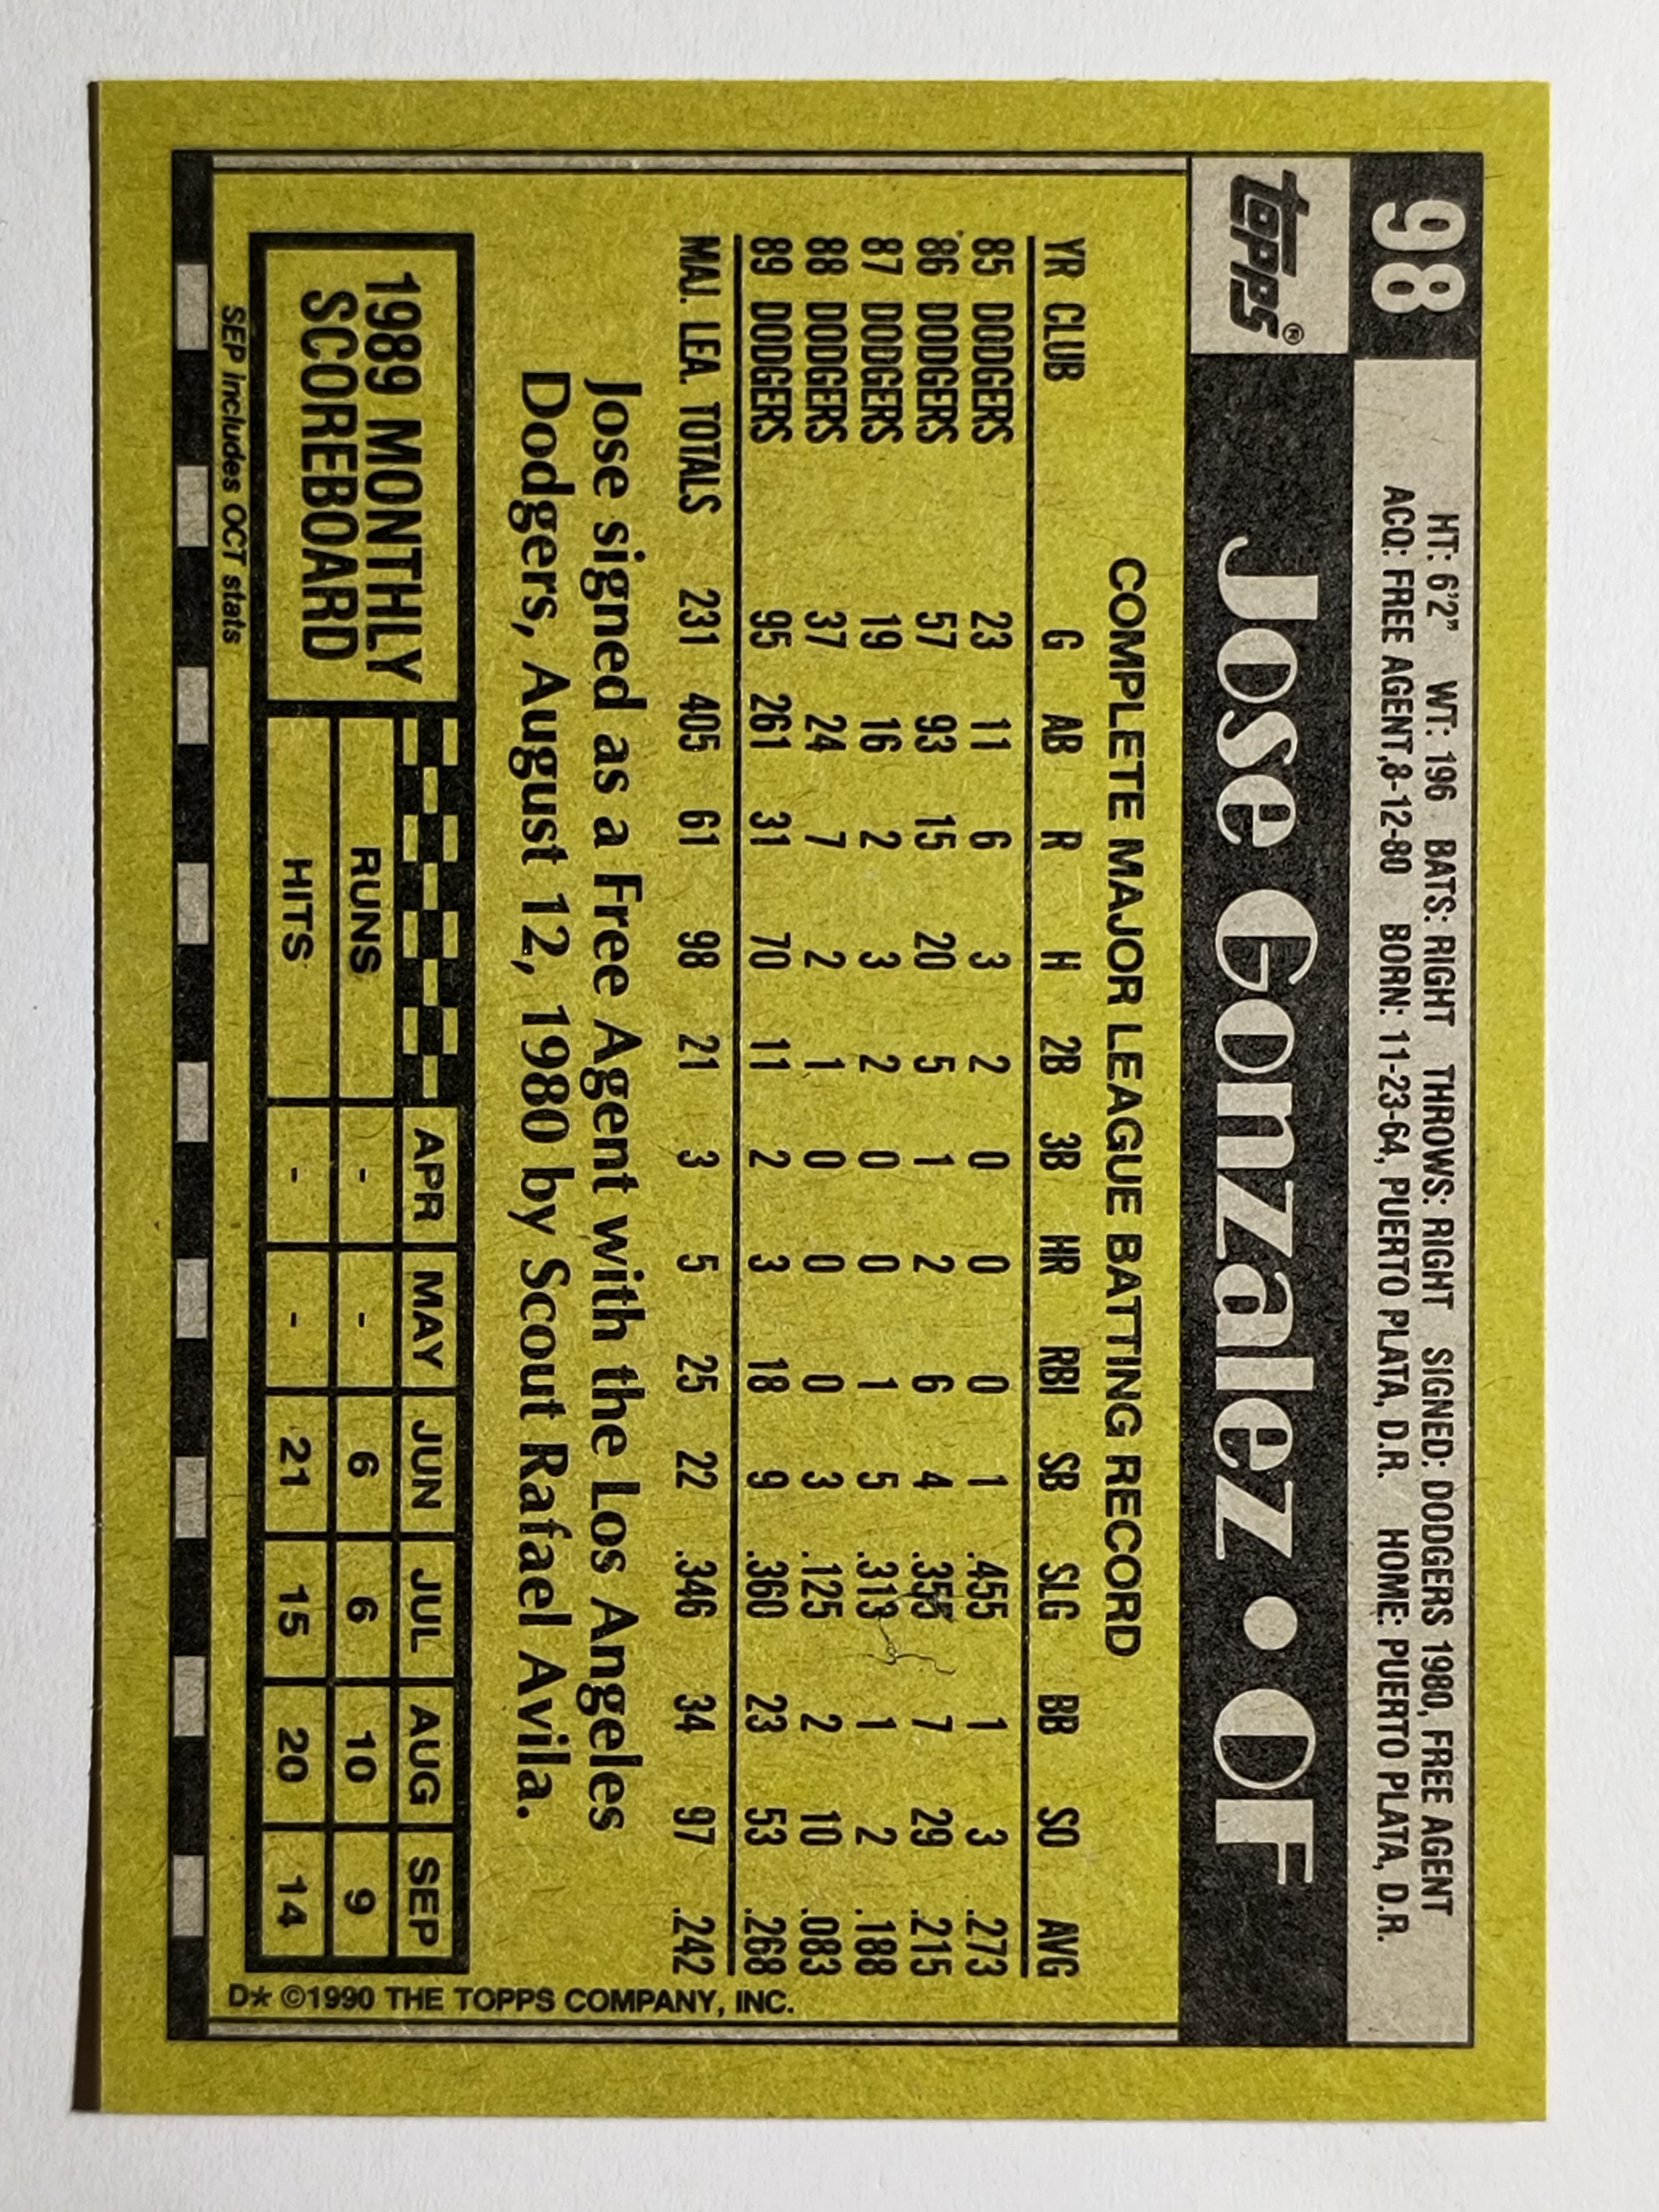 98
HT: 6'2" WT: 196 BATS: RIGHT THROWS: RIGHT SIGNED: DODGERS 1980, FREE AGENT
ACQ: FREE AGENT,8-12-80 BORN: 11-23-64, PUERTO PLATA, D.R. HOME: PUERTO PLATA, D.R.
topps® Jose Gonzalez • OF
COMPLETE MAJOR LEAGUE BATTING RECORD
YR CLUB G AB R H 2B 3B HR RBI SB SLG BB SO AVG
85 DODGERS 23 11 6 3 2 0 0 0 1 .455 1 3 .273
86 DODGERS 57 93 15 20 5 1 2 6 4 .355 7 29 .215
87 DODGERS 19 16 2 3 2 0 0 1 5 .313 1 2 .188
88 DODGERS 37 24 7 2 1 0 0 0 3 .125 2 10 .083
89 DODGERS 95 261 31 70 11 2 3 18 9 .360 23 53 .268
MAJ. LEA. TOTALS 231 405 61 98 21 3 5 25 22 .346 34 97 .242
Jose signed as a Free Agent with the Los Angeles
Dodgers, August 12, 1980 by Scout Rafael Avila.
1989 MONTHLY
SCOREBOARD
APR MAY JUN JUL AUG SEP
RUNS - - 6 6 10 9
HITS - - 21 15 20 14
SEP includes OCT stats
D* ©1990 THE TOPPS COMPANY, INC.